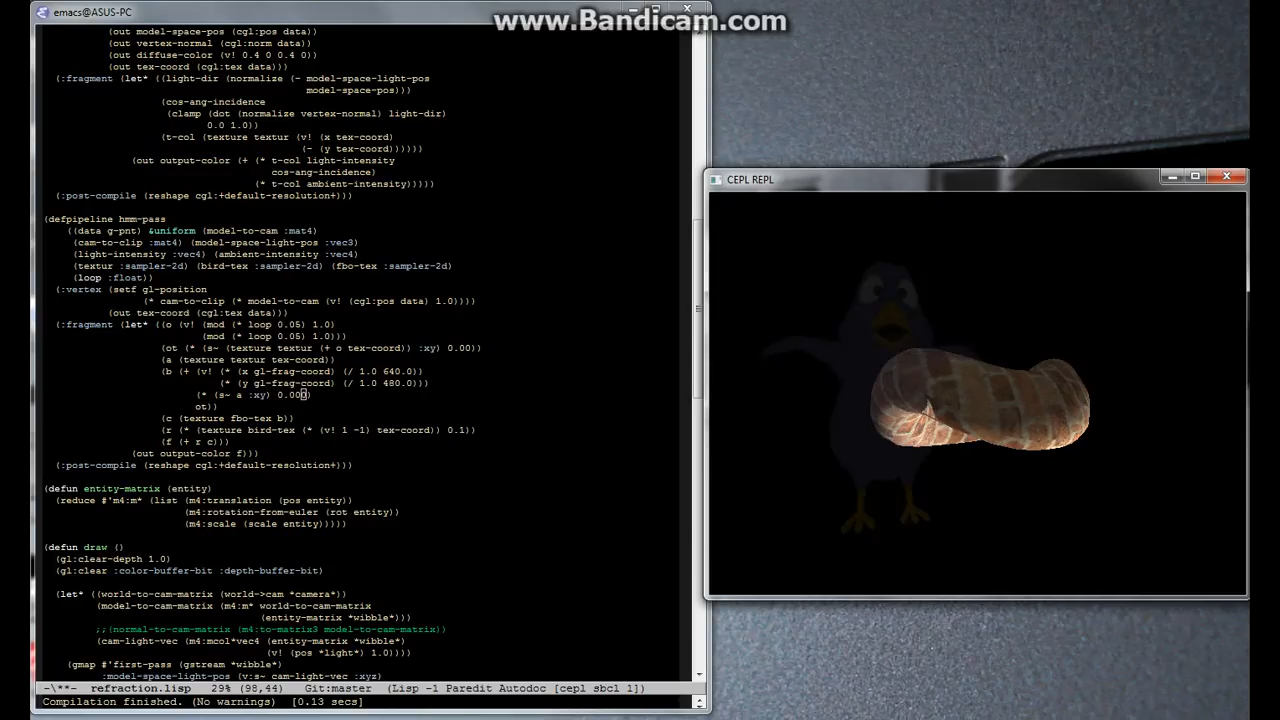 emacs@ASUS-PC
www.Bandicam.com
(out model-space-pos (cgl:pos data))
(out vertex-normal (cgl:norm data))
(out diffuse-color (v! 0.4 0 0.4 0))
(out tex-coord (cgl:tex data)))
(:fragment (let* ((light-dir (normalize (- model-space-light-pos
model-space-pos)))
(cos-ang-incidence
(clamp (dot (normalize vertex-normal) light-dir)
0.0 1.0))
(t-col (texture textur (v! (x tex-coord)
(- (y tex-coord))))))
(out output-color (+ (* t-col light-intensity
cos-ang-incidence)
(* t-col ambient-intensity)))))
(:post-compile (reshape cgl:+default-resolution+)))
(defpipeline hmm-pass
((data g-pnt) &uniform (model-to-cam :mat4)
(cam-to-clip :mat4) (model-space-light-pos :vec3)
(light-intensity :vec4) (ambient-intensity :vec4)
(textur :sampler-2d) (bird-tex :sampler-2d) (fbo-tex :sampler-2d)
(loop :float))
(:vertex (setf gl-position
(* cam-to-clip (* model-to-cam (v! (cgl:pos data) 1.0))))
(out tex-coord (cgl:tex data)))
(:fragment (let* ((o (v! (mod (* loop 0.05) 1.0)
(mod (* loop 0.05) 1.0)))
(ot (* (s~ (texture textur (+ o tex-coord)) :xy) 0.00))
(a (texture textur tex-coord))
(b (+ (v! (* (x gl-frag-coord) (/ 1.0 640.0))
(* (y gl-frag-coord) (/ 1.0 480.0)))
(* (s~ a :xy) 0.000)
ot))
(c (texture fbo-tex b))
(r (* (texture bird-tex (* (v! 1 -1) tex-coord)) 0.1))
(f (+ r c)))
(out output-color f)))
(:post-compile (reshape cgl:+default-resolution+)))
(defun entity-matrix (entity)
(reduce #'m4:m* (list (m4:translation (pos entity))
(m4:rotation-from-euler (rot entity))
(m4:scale (scale entity)))))
(defun draw ()
(gl:clear-depth 1.0)
(gl:clear :color-buffer-bit :depth-buffer-bit)
(let* ((world-to-cam-matrix (world->cam *camera*))
(model-to-cam-matrix (m4:m* world-to-cam-matrix
(entity-matrix *wibble*)))
;;(normal-to-cam-matrix (m4:to-matrix3 model-to-cam-matrix))
(cam-light-vec (m4:mcol*vec4 (entity-matrix *wibble*)
(v! (pos *light*) 1.0))))
(gmap #'first-pass (gstream *wibble*)
:model-space-light-pos (v:s~ cam-light-vec :xyz)
-\**- refraction.lisp 29% (98,44) Git:master (Lisp -1 Paredit Autodoc [cepl sbcl 1])
Compilation finished. (No warnings) [0.13 secs]
CEPL REPL